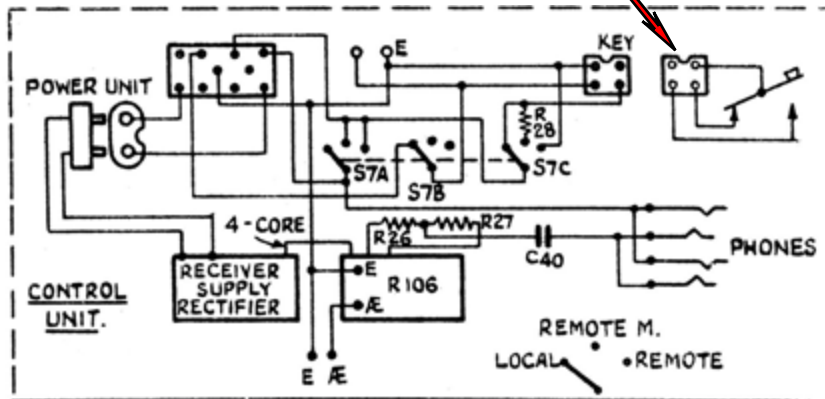 E
KEY
POWER UNIT
R
28
S7A
S7B
S7C
4-CORE
R26
R27
C40
PHONES
RECEIVER
SUPPLY
RECTIFIER
E
R106
Æ
CONTROL
UNIT.
REMOTE M.
LOCAL
REMOTE
E Æ